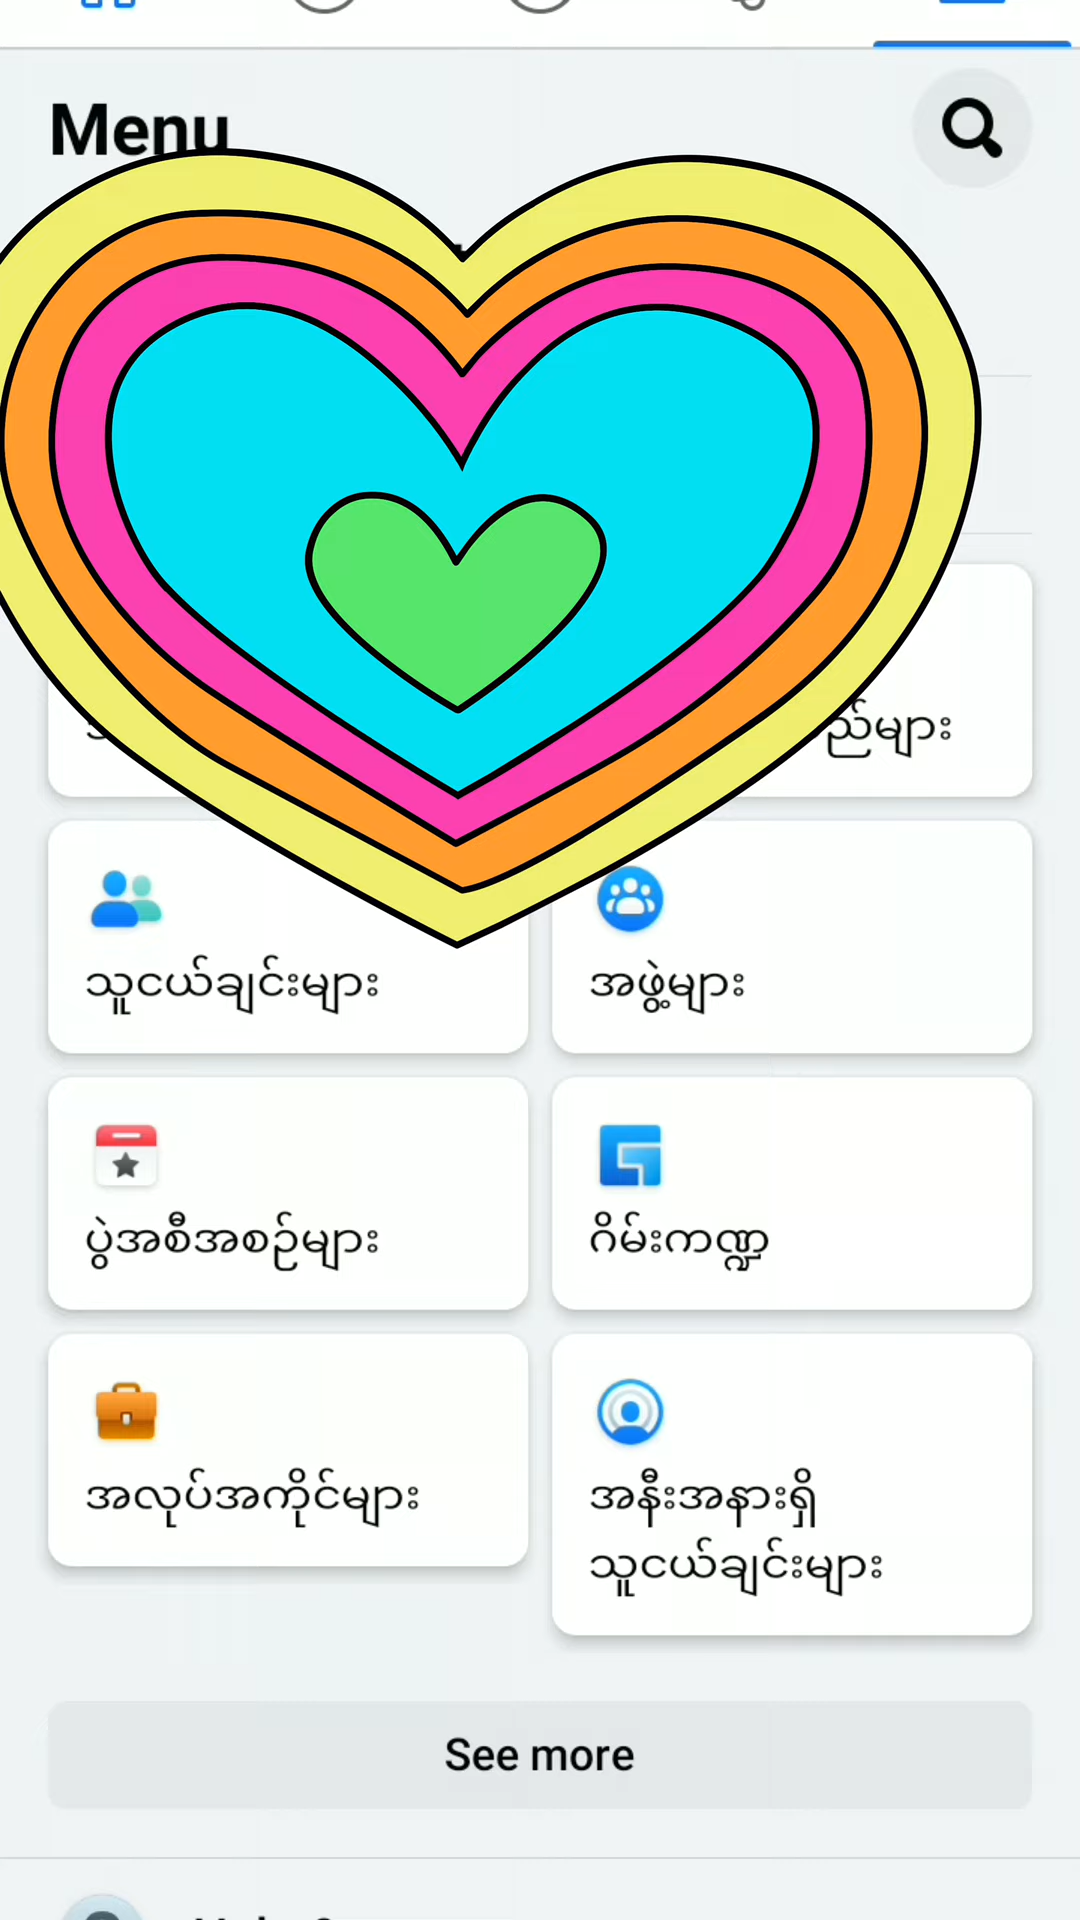 Menu
ည်များ
သူငယ်ချင်းများ
အဖွဲ့များ
ပွဲအစီအစဉ်များ
ဂိမ်းကဏ္ဍ
အလုပ်အကိုင်များ
အနီးအနားရှိ
သူငယ်ချင်းများ
See more